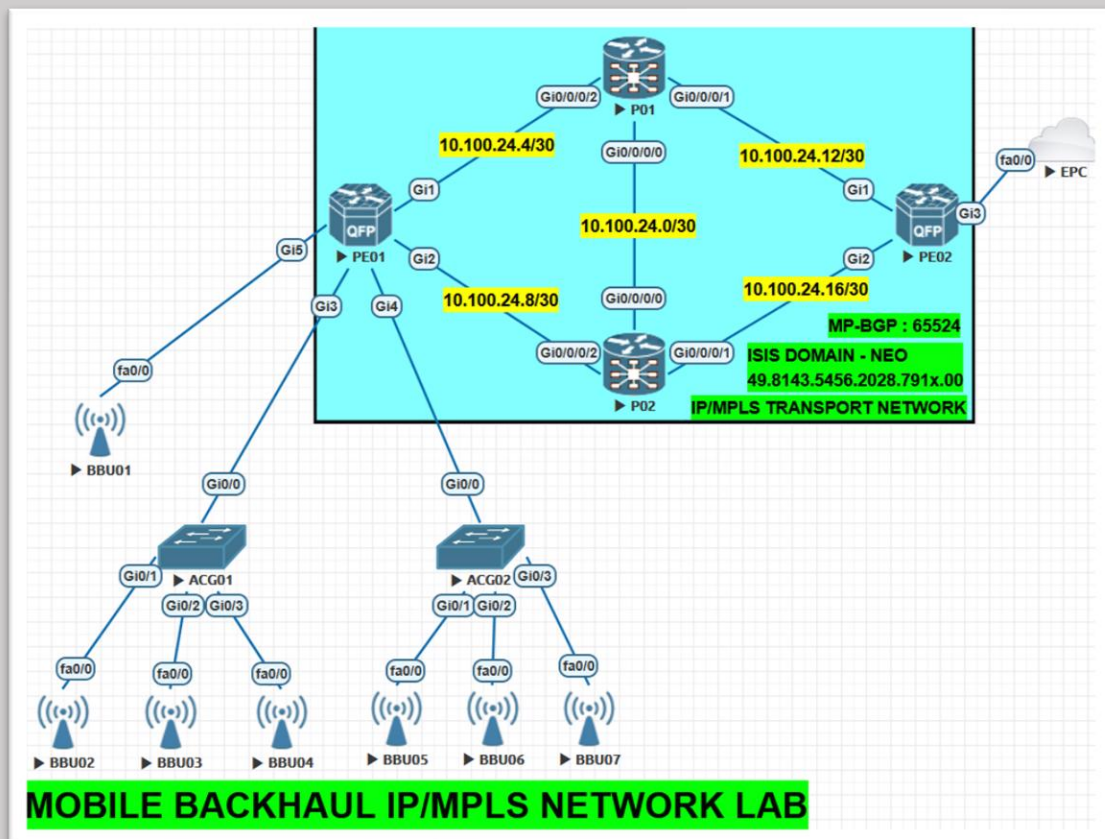 P01
Gi0/0/0/2
Gi0/0/0/1
10.100.24.4/30
Gi0/0/0/0
10.100.24.12/30
fa0/0
EPC
Gi1
Gi1
QFP
PE01
10.100.24.0/30
QFP
PE02
Gi3
Gi5
Gi2
Gi2
Gi3
Gi4
10.100.24.8/30
Gi0/0/0/0
10.100.24.16/30
MP-BGP : 65524
Gi0/0/0/2
Gi0/0/0/1
ISIS DOMAIN - NEO
49.8143.5456.2028.791x.00
P02
IP/MPLS TRANSPORT NETWORK
fa0/0
BBU01
Gi0/0
Gi0/0
ACG01
ACG02
Gi0/1
Gi0/2
Gi0/3
Gi0/1
Gi0/2
Gi0/3
fa0/0
fa0/0
fa0/0
fa0/0
fa0/0
fa0/0
BBU02
BBU03
BBU04
BBU05
BBU06
BBU07
MOBILE BACKHAUL IP/MPLS NETWORK LAB